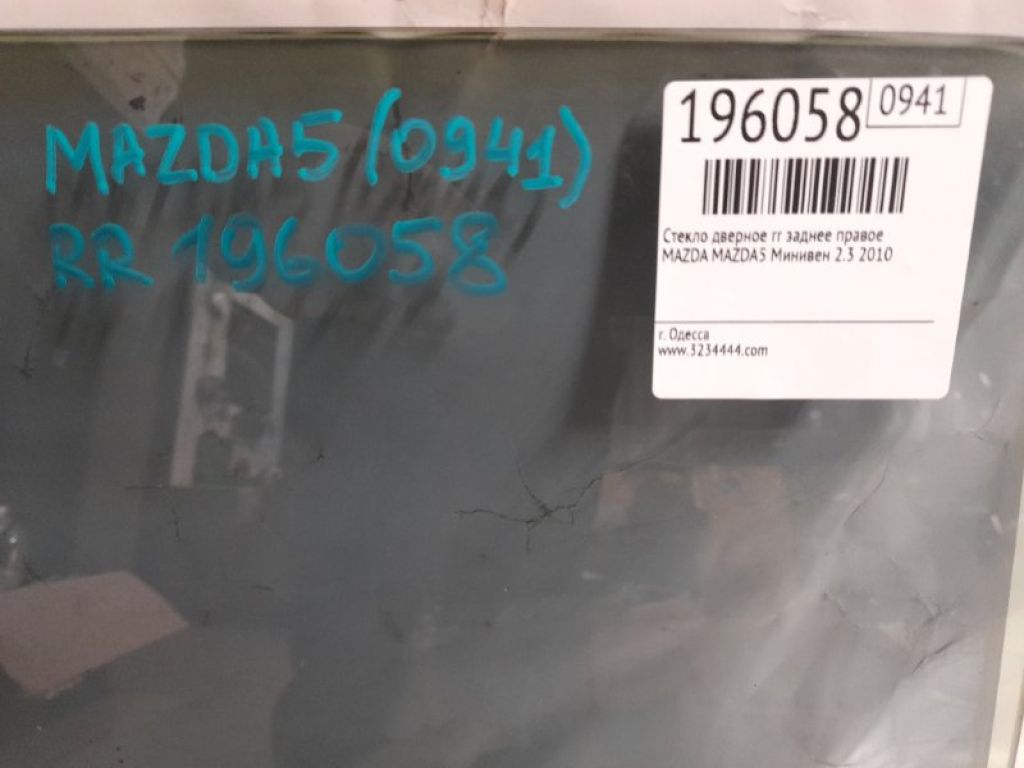 MAZDA5 (0941)
RR 196058
196058 0941
Стекло дверное rr заднее правое
MAZDA MAZDA5 Минивен 2.3 2010
г. Одесса
www.3234444.com